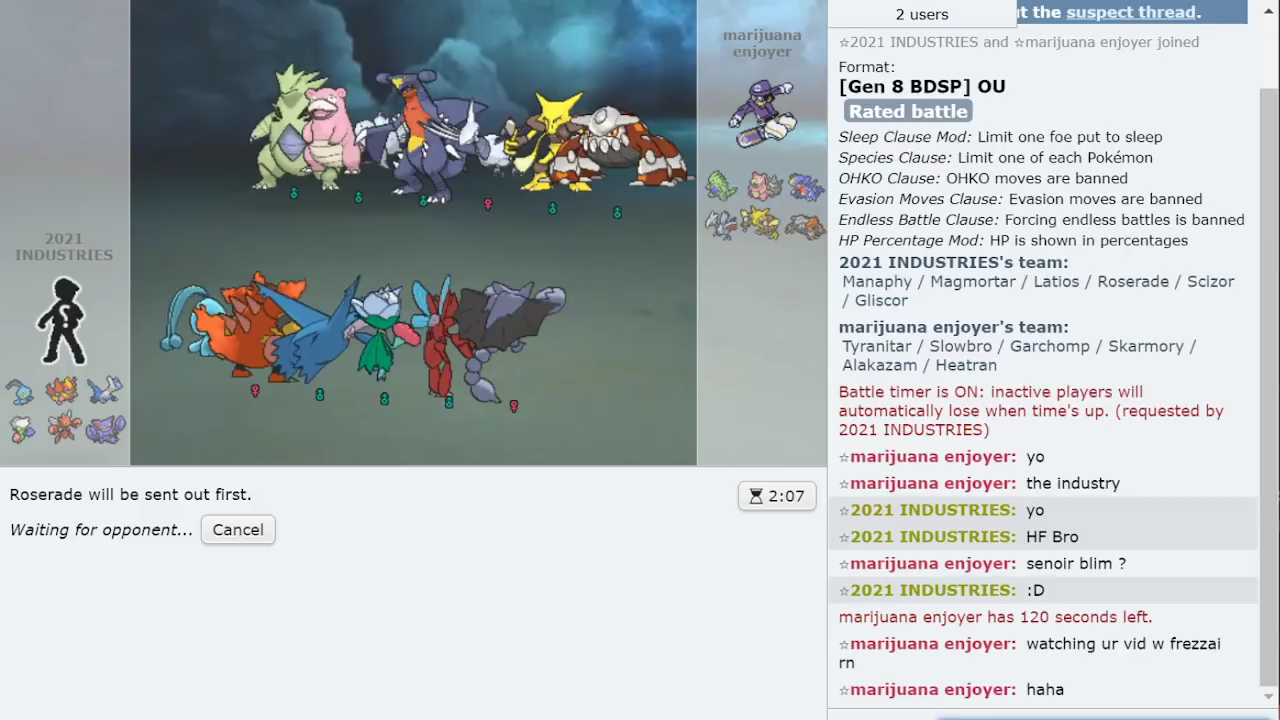 marijuana
enjoyer
2021
INDUSTRIES
Roserade will be sent out first.
2:07
Waiting for opponent... Cancel
2 users
t the suspect thread.
☆2021 INDUSTRIES and ☆marijuana enjoyer joined
Format:
[Gen 8 BDSP] OU
Rated battle
Sleep Clause Mod: Limit one foe put to sleep
Species Clause: Limit one of each Pokémon
OHKO Clause: OHKO moves are banned
Evasion Moves Clause: Evasion moves are banned
Endless Battle Clause: Forcing endless battles is banned
HP Percentage Mod: HP is shown in percentages
2021 INDUSTRIES's team:
Manaphy / Magmortar / Latios / Roserade / Scizor
/ Gliscor
marijuana enjoyer's team:
Tyranitar / Slowbro / Garchomp / Skarmory /
Alakazam / Heatran
Battle timer is ON: inactive players will
automatically lose when time's up. (requested by
2021 INDUSTRIES)
☆marijuana enjoyer: yo
☆marijuana enjoyer: the industry
☆2021 INDUSTRIES: yo
☆2021 INDUSTRIES: HF Bro
☆marijuana enjoyer: senoir blim ?
☆2021 INDUSTRIES: :D
marijuana enjoyer has 120 seconds left.
☆marijuana enjoyer: watching ur vid w frezzai
rn
☆marijuana enjoyer: haha